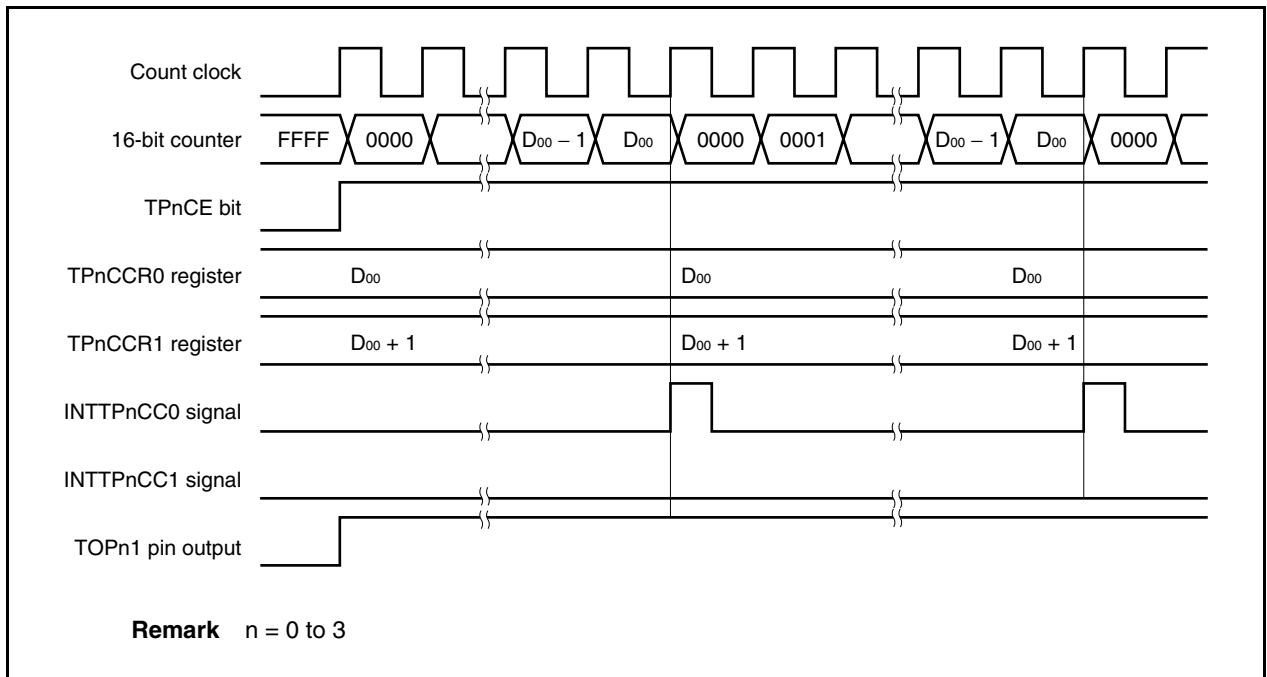 Count clock
16-bit counter FFFF 0000 D₀₀ − 1 D₀₀ 0000 0001 D₀₀ − 1 D₀₀ 0000
TPnCE bit
TPnCCR0 register D₀₀ D₀₀ D₀₀
TPnCCR1 register D₀₀ + 1 D₀₀ + 1 D₀₀ + 1
INTTPnCC0 signal
INTTPnCC1 signal
TOPn1 pin output
Remark n = 0 to 3